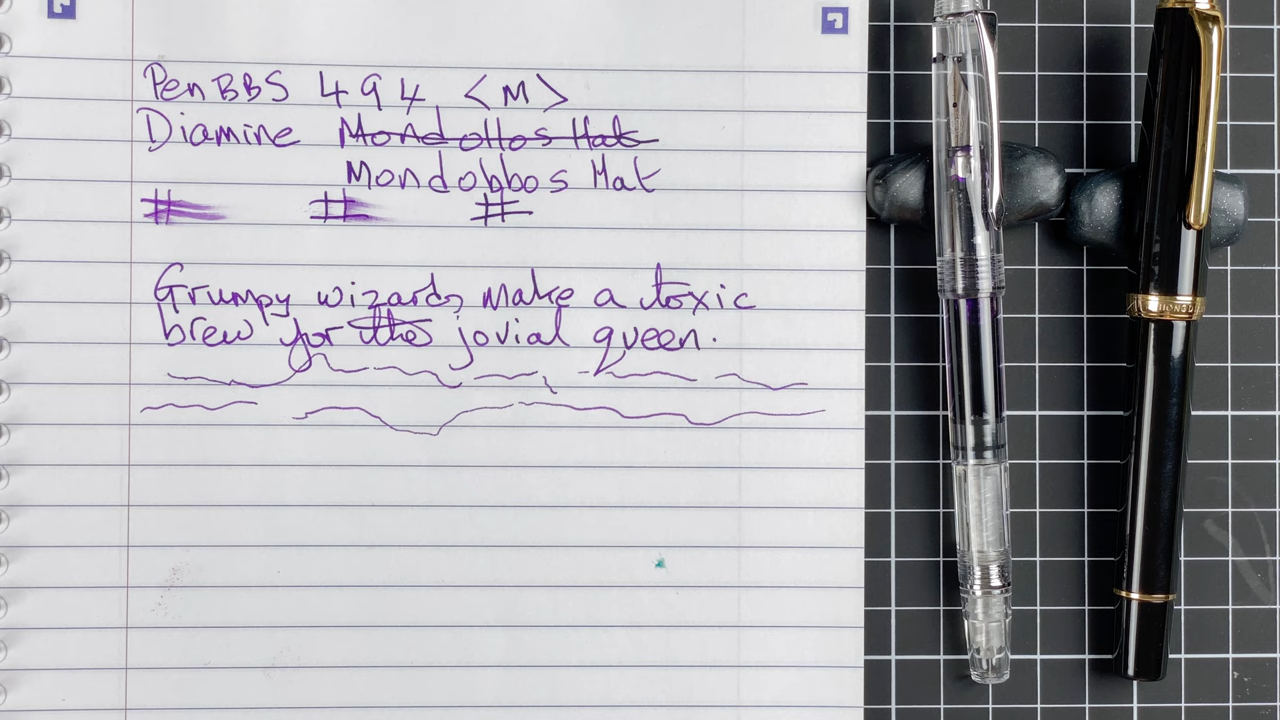 PenBBS 494 <M>
Diamine Mondollos Hat
Mondobbos Hat
# # #
Grumpy wizards make a toxic
brew for the jovial queen.